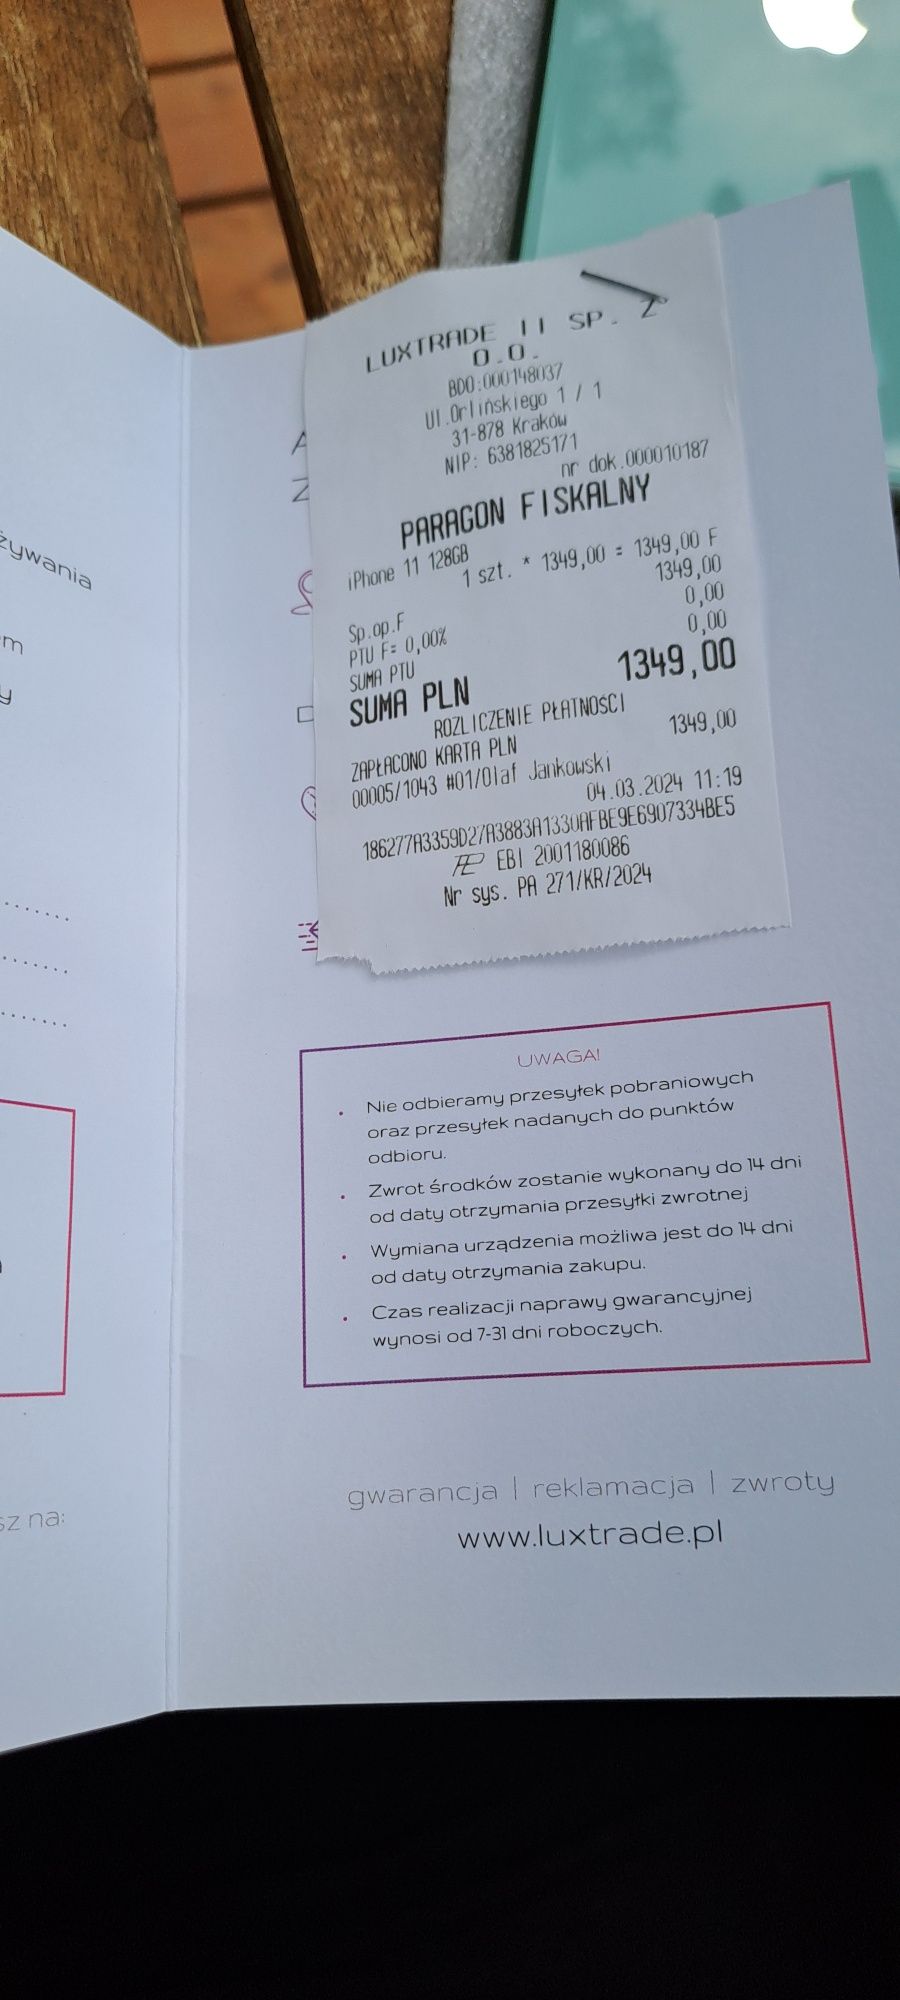 żywania
LUXTRADE II SP. Z
O.O.
BDO:000148037
Ul.Orlińskiego 1 / 1
31-878 Kraków
NIP: 6381825171
nr dok.000010187
PARAGON FISKALNY
iPhone 11 128GB
1 szt. * 1349,00 = 1349,00 F
Sp.op.F 1349,00
PTU F= 0,00% 0,00
SUMA PTU 0,00
SUMA PLN 1349,00
ROZLICZENIE PŁATNOŚCI
ZAPŁACONO KARTA PLN 1349,00
00005/1043 #01/Olaf Jankowski
04.03.2024 11:19
186277A3359D27A3883A1330AFBE9E6907334BE5
EBI 2001180086
Nr sys. PA 271/KR/2024
UWAGA!
• Nie odbieramy przesyłek pobraniowych
oraz przesyłek nadanych do punktów
odbioru.
• Zwrot środków zostanie wykonany do 14 dni
od daty otrzymania przesyłki zwrotnej
• Wymiana urządzenia możliwa jest do 14 dni
od daty otrzymania zakupu.
• Czas realizacji naprawy gwarancyjnej
wynosi od 7-31 dni roboczych.
gwarancja | reklamacja | zwroty
www.luxtrade.pl
sz na: